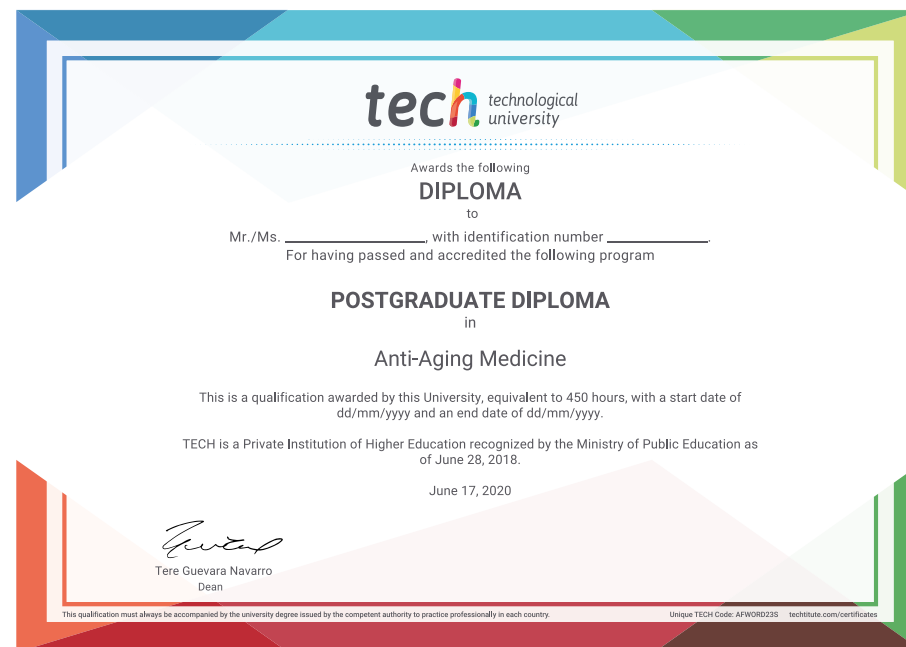 tech technological
university
Awards the following
DIPLOMA
to
Mr./Ms. ____________________, with identification number ______________.
For having passed and accredited the following program
POSTGRADUATE DIPLOMA
in
Anti-Aging Medicine
This is a qualification awarded by this University, equivalent to 450 hours, with a start date of
dd/mm/yyyy and an end date of dd/mm/yyyy.
TECH is a Private Institution of Higher Education recognized by the Ministry of Public Education as
of June 28, 2018.
June 17, 2020
Tere Guevara Navarro
Dean
This qualification must always be accompanied by the university degree issued by the competent authority to practice professionally in each country. Unique TECH Code: AFWORD23S techtitute.com/certificates